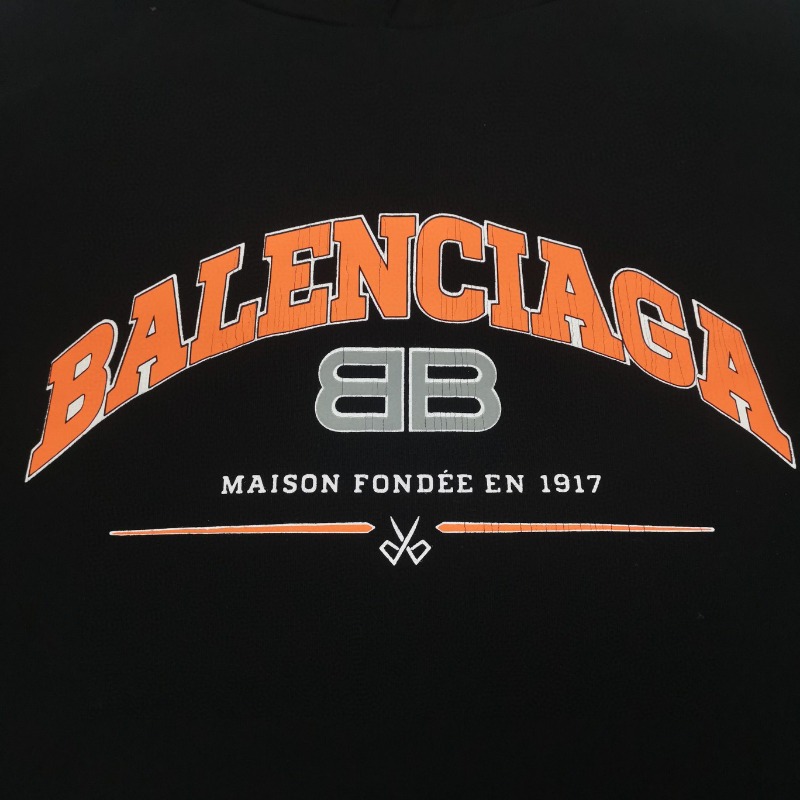 BALENCIAGA
BB
MAISON FONDÉE EN 1917